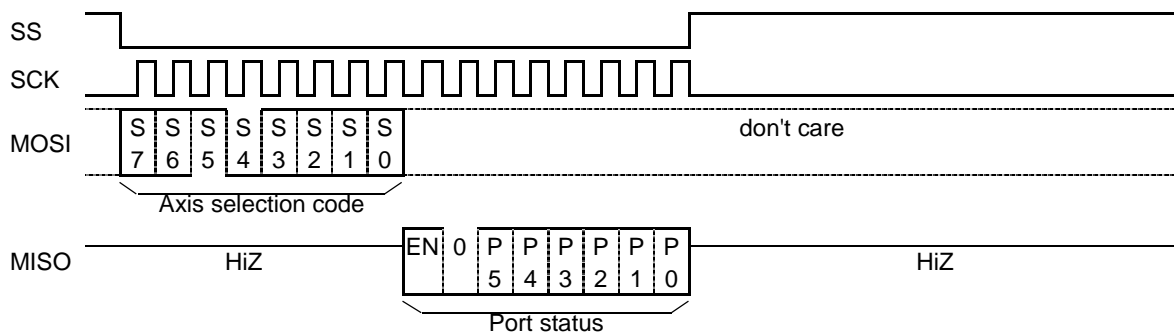 SS
SCK
MOSI
S S S S S S S S
7 6 5 4 3 2 1 0
don't care
Axis selection code
MISO
HiZ
EN 0 P P P P P P
5 4 3 2 1 0
HiZ
Port status